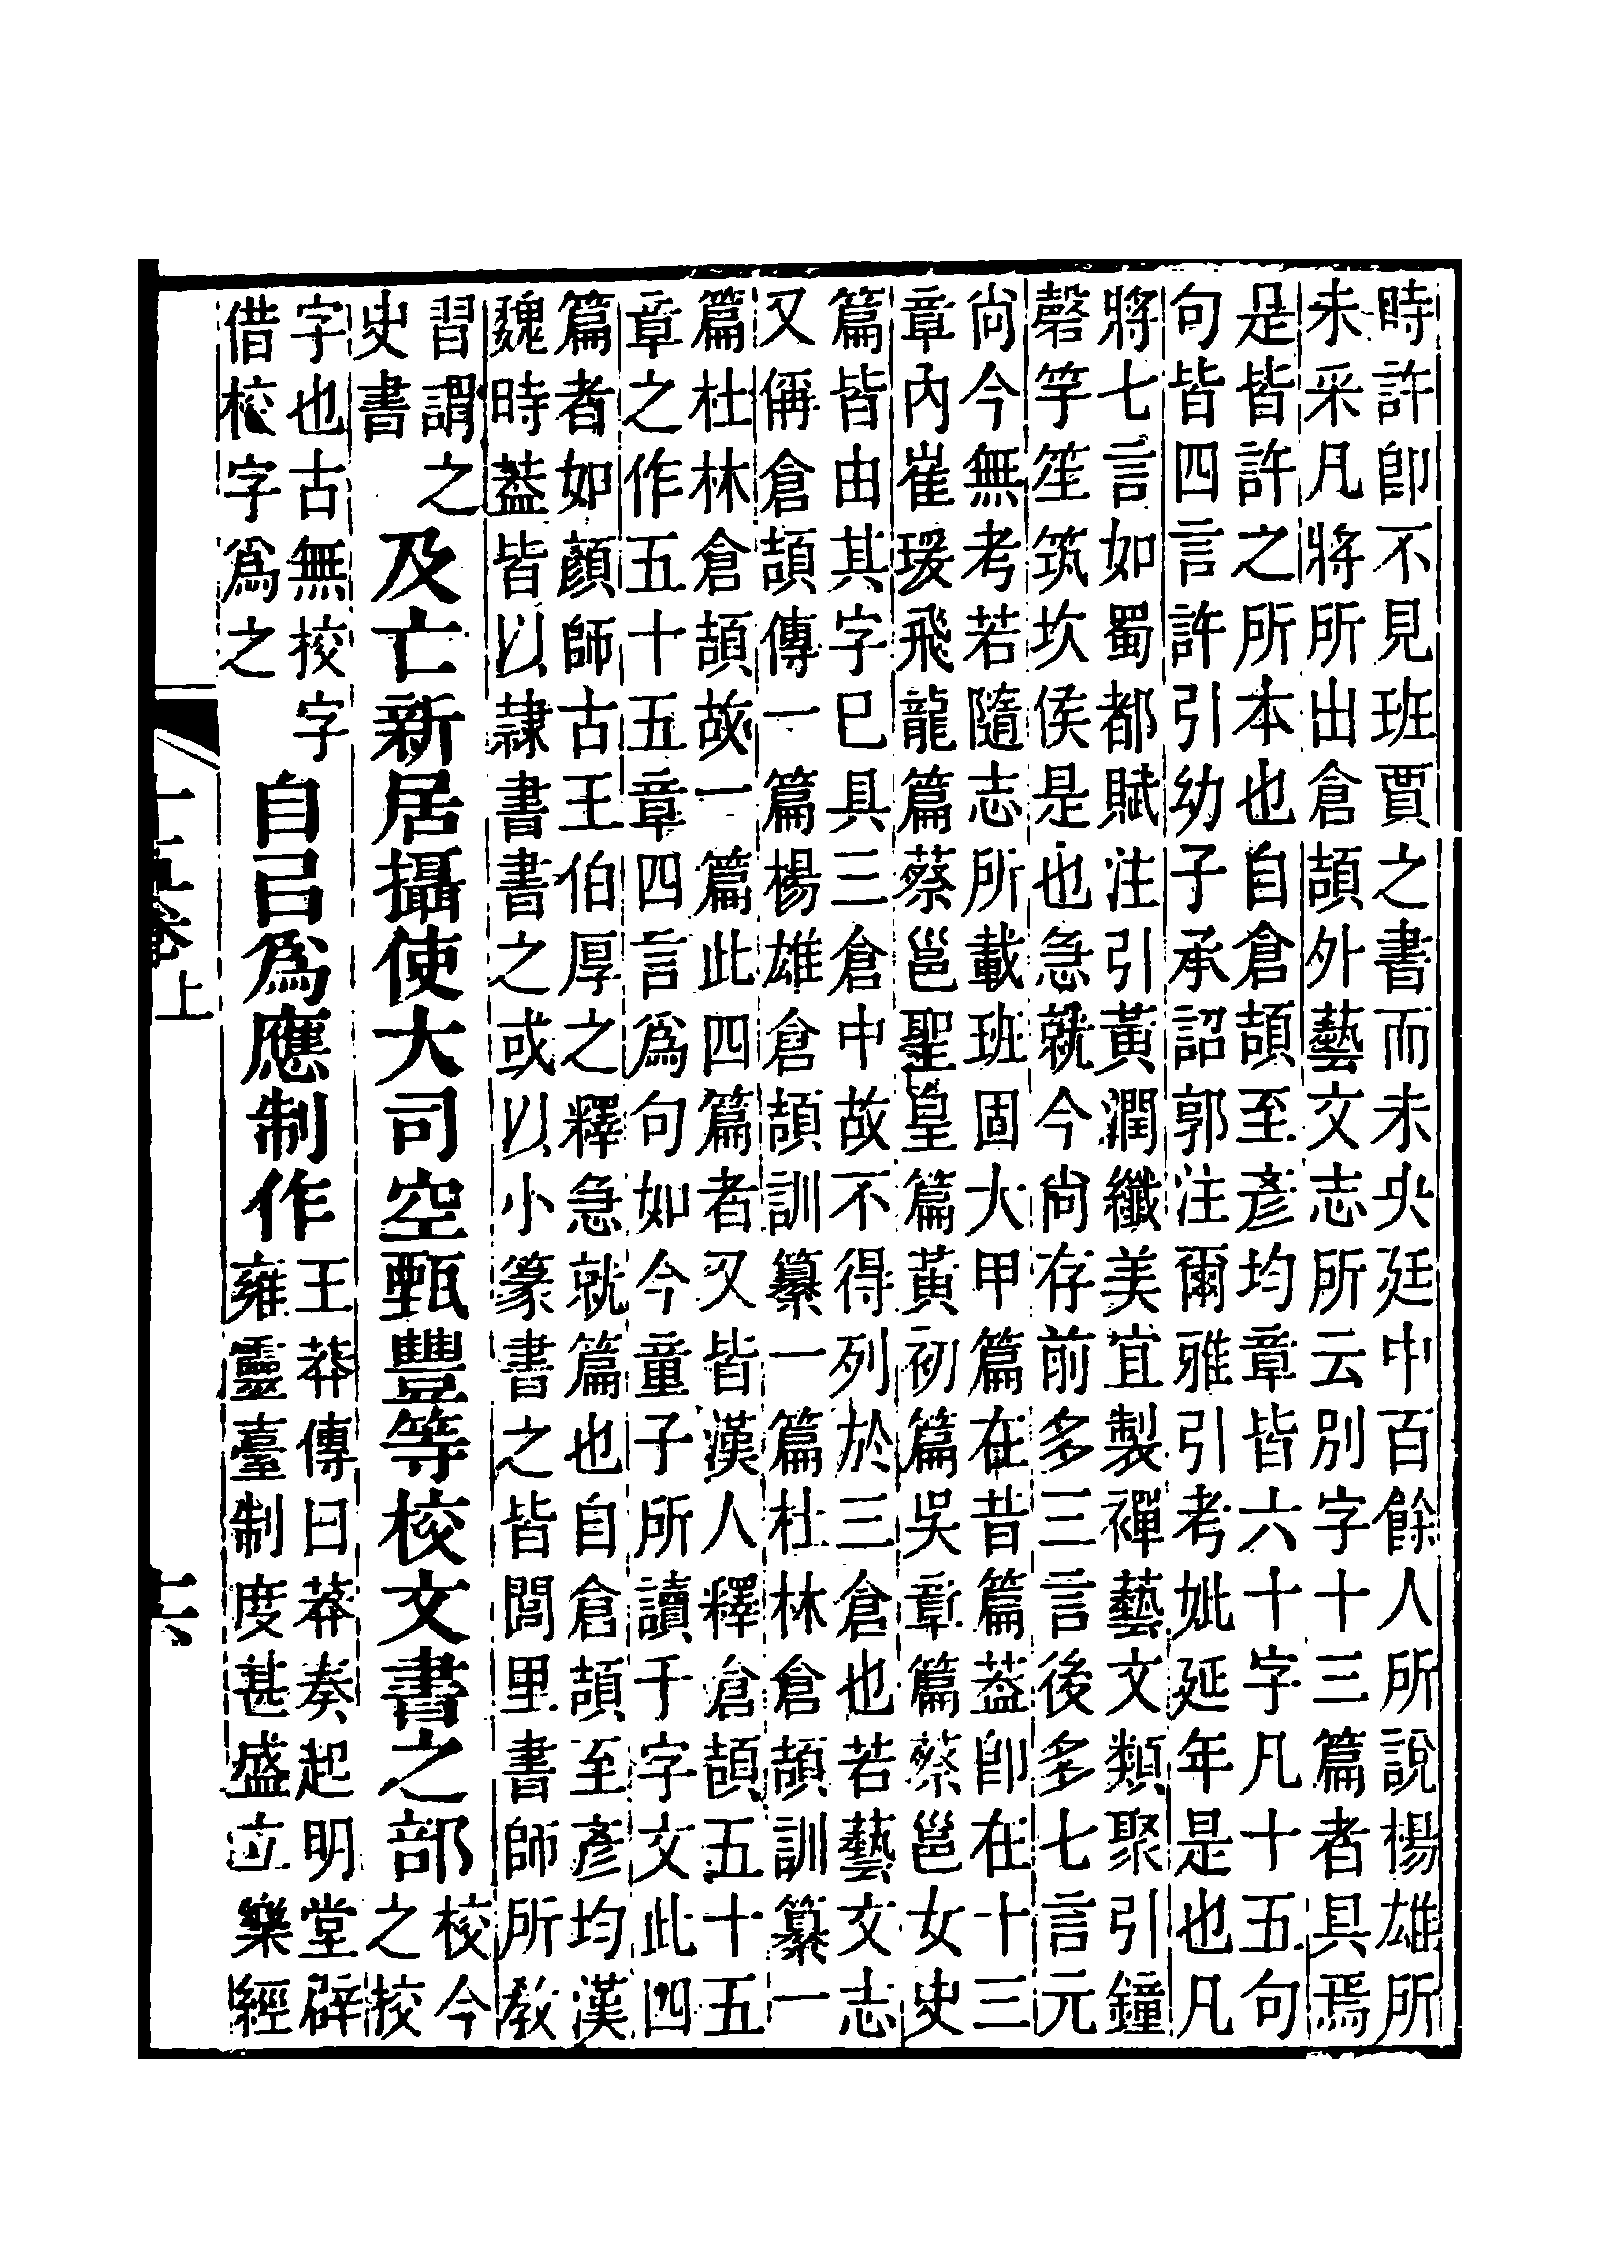 時許卽不見班賈之書而未央廷中百餘人所說楊雄所
未采凡將所出倉頡外藝文志所云別字十三篇者具焉
是皆許之所本也自倉頡至彥均章皆六十字凡十五句
句皆四言許引幼子承詔郭注爾雅引考妣延年是也凡
將七言如蜀都賦注引黃潤纖美宜製襌藝文類聚引鐘
磬竽笙筑坎侯是也急就今尙存前多三言後多七言元
尙今無考若隨志所載班固大甲篇在昔篇葢卽在十三
章內崔瑗飛龍篇蔡邕聖皇篇黃初篇吳章篇蔡邕女史
篇皆由其字巳具三倉中故不得列於三倉也若藝文志
又偁倉頡傳一篇楊雄倉頡訓纂一篇杜林倉頡訓纂一
篇杜林倉頡故一篇此四篇者又皆漢人釋倉頡五十五
章之作五十五章四言爲句如今童子所讀千字文此四
篇者如顏師古王伯厚之釋急就篇也自倉頡至彥均漢
魏時葢皆以隷書書之或以小篆書之皆閭里書師所教
習謂之
史書
及亡新居攝使大司空甄豐等校文書之部
校今
之挍
字也古無挍字
借校字爲之
自㠯爲應制作
王莽傳曰莽奏起明堂辟
雍靈臺制度甚盛立樂經
十五卷上
十六